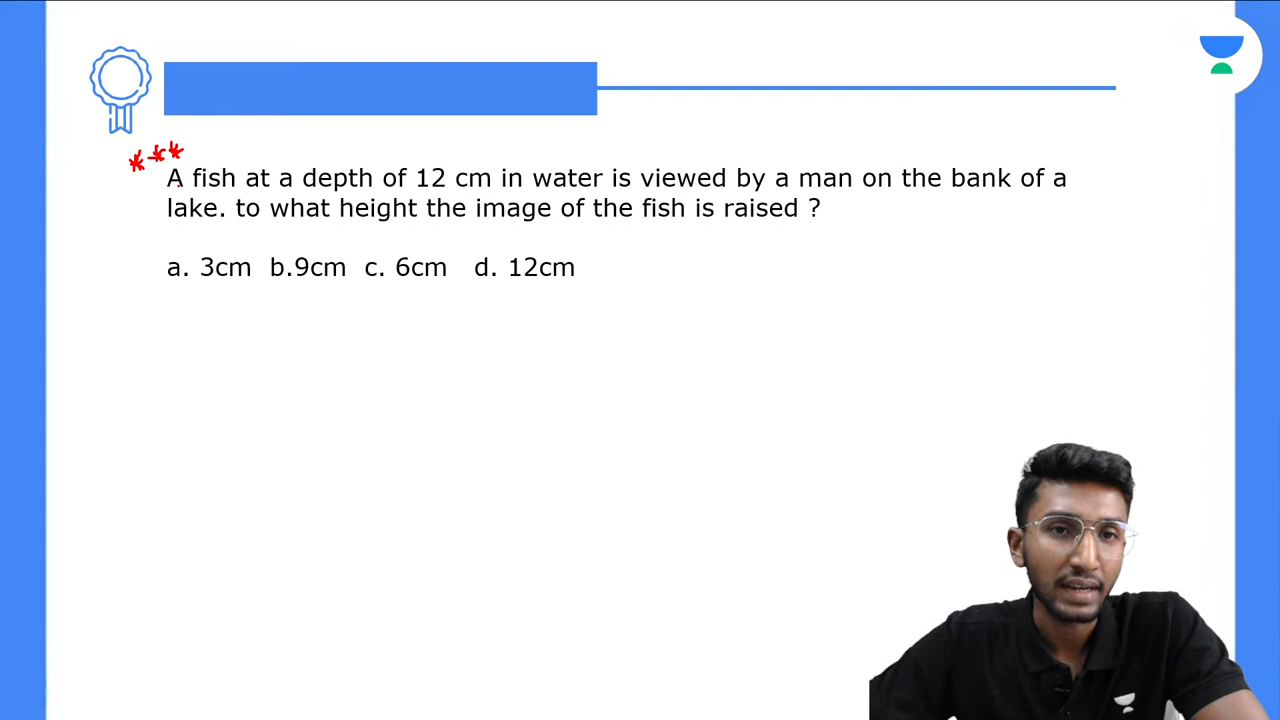 A fish at a depth of 12 cm in water is viewed by a man on the bank of a
lake. to what height the image of the fish is raised ?
a. 3cm b.9cm c. 6cm d. 12cm